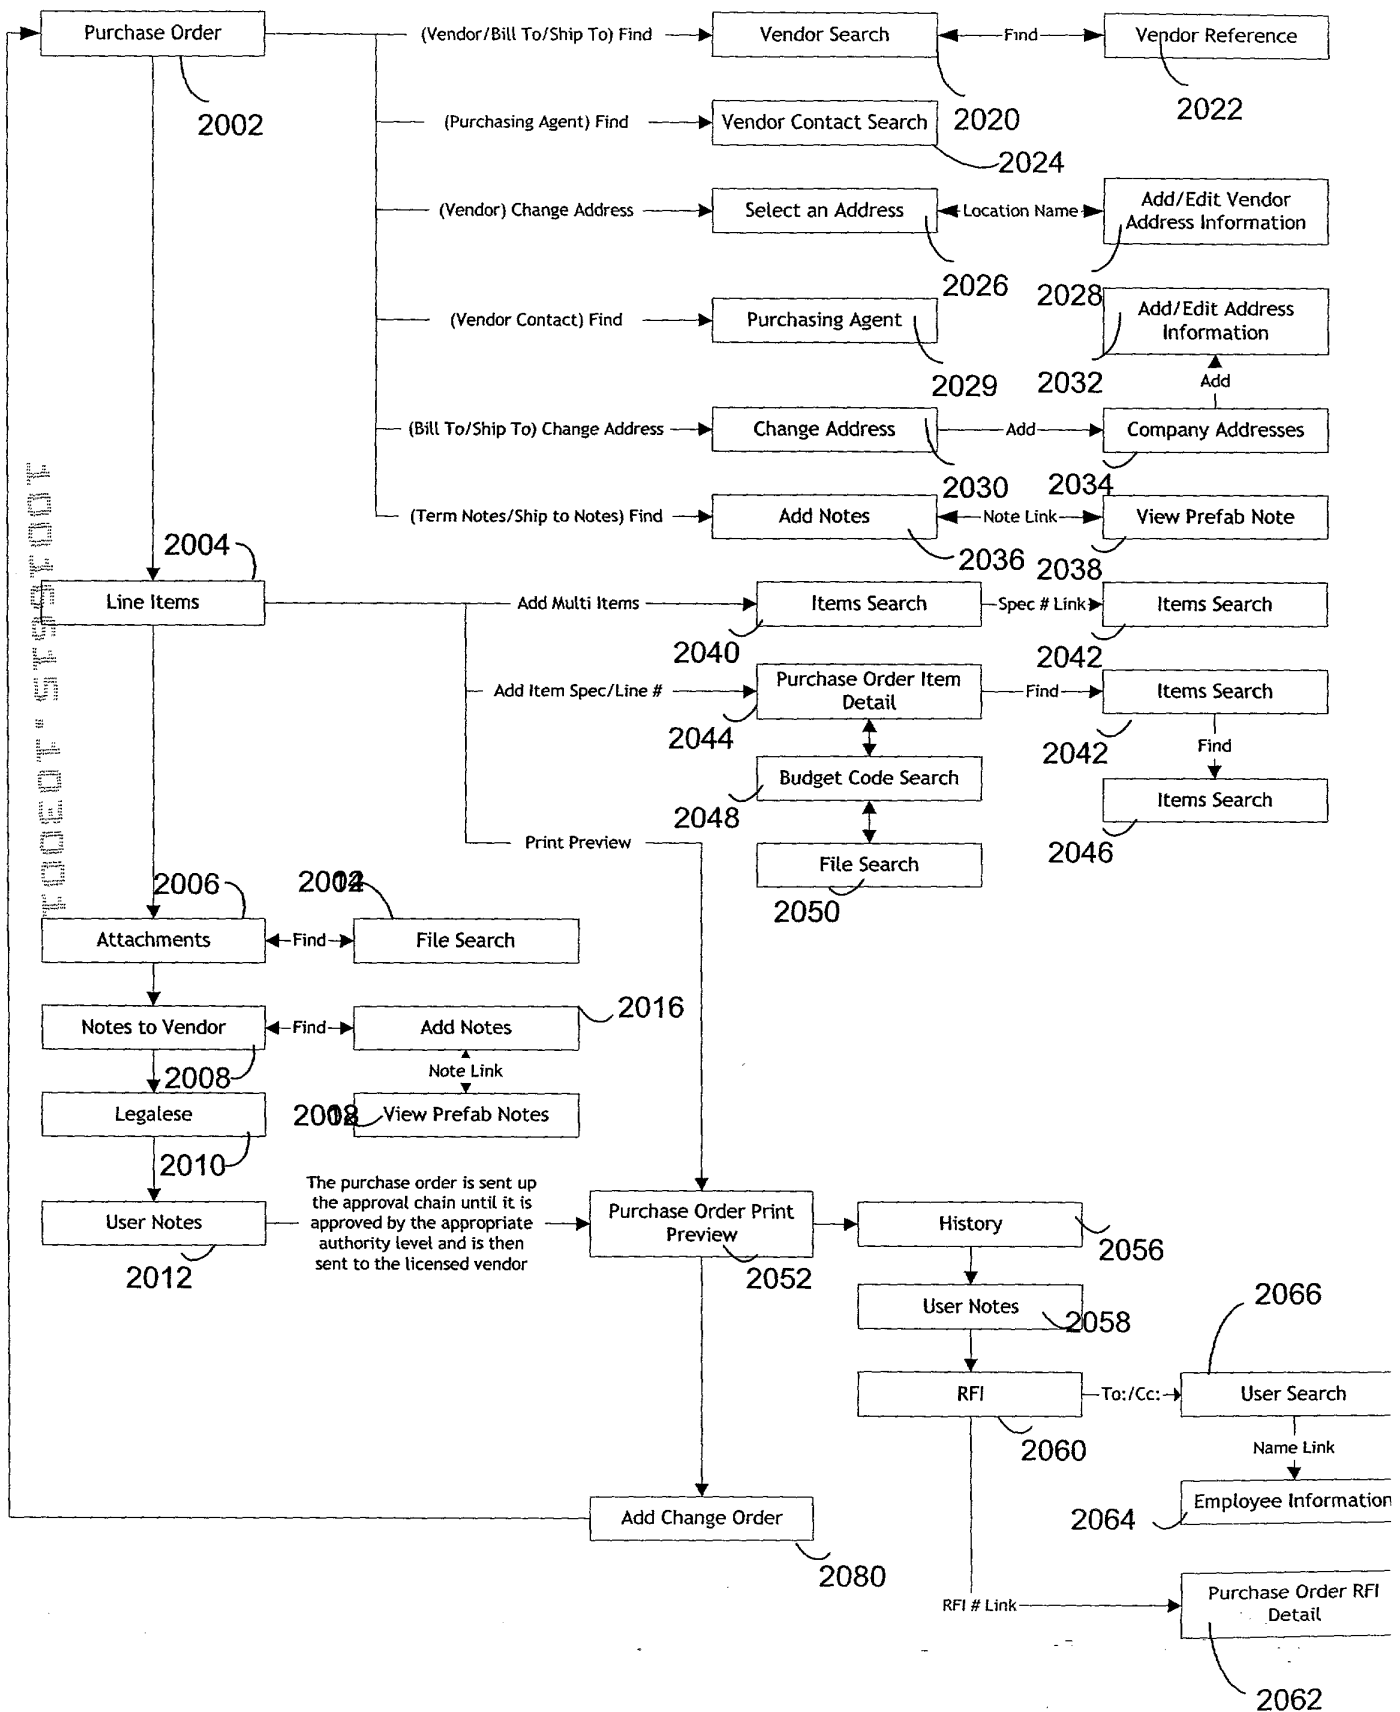 Purchase Order
(Vendor/Bill To/Ship To) Find
Vendor Search
Find
Vendor Reference
2002
2020
2022
(Purchasing Agent) Find
Vendor Contact Search
2024
(Vendor) Change Address
Select an Address
Location Name
Add/Edit Vendor
Address Information
2026
2028
(Vendor Contact) Find
Purchasing Agent
Add/Edit Address
Information
2029
2032
Add
(Bill To/Ship To) Change Address
Change Address
Add
Company Addresses
2030
2034
(Term Notes/Ship to Notes) Find
Add Notes
Note Link
View Prefab Note
2036
2038
2004
Line Items
Add Multi Items
Items Search
Spec # Link
Items Search
2040
2042
Add Item Spec/Line #
Purchase Order Item
Detail
Find
Items Search
2044
2042
Find
Budget Code Search
Items Search
2048
2046
Print Preview
File Search
2050
2006
Attachments
Find
File Search
Notes to Vendor
Find
Add Notes
2016
2008
Note Link
Legalese
View Prefab Notes
2010
The purchase order is sent up
the approval chain until it is
approved by the appropriate
authority level and is then
sent to the licensed vendor
User Notes
2012
Purchase Order Print
Preview
2052
History
2056
User Notes
2058
2066
RFI
To:/Cc:
User Search
2060
Name Link
Employee Information
2064
Add Change Order
2080
RFI # Link
Purchase Order RFI
Detail
2062